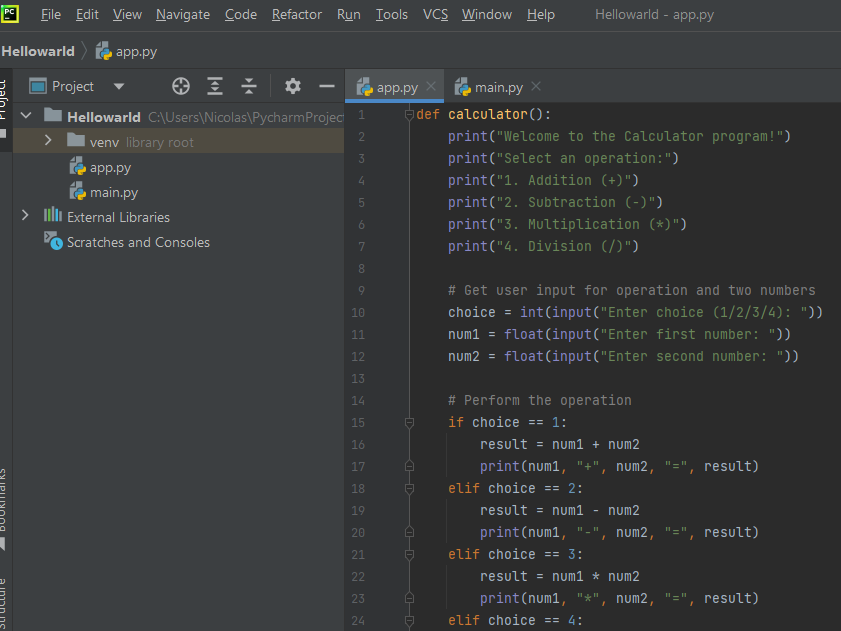 PC File Edit View Navigate Code Refactor Run Tools VCS Window Help Hellowarld - app.py
Hellowarld app.py
Project
Project
app.py main.py
Hellowarld C:\Users\Nicolas\PycharmProject
venv library root
app.py
main.py
External Libraries
Scratches and Consoles
Bookmarks
Structure
1 def calculator():
2 print("Welcome to the Calculator program!")
3 print("Select an operation:")
4 print("1. Addition (+)")
5 print("2. Subtraction (-)")
6 print("3. Multiplication (*)")
7 print("4. Division (/)")
8
9 # Get user input for operation and two numbers
10 choice = int(input("Enter choice (1/2/3/4): "))
11 num1 = float(input("Enter first number: "))
12 num2 = float(input("Enter second number: "))
13
14 # Perform the operation
15 if choice == 1:
16 result = num1 + num2
17 print(num1, "+", num2, "=", result)
18 elif choice == 2:
19 result = num1 - num2
20 print(num1, "-", num2, "=", result)
21 elif choice == 3:
22 result = num1 * num2
23 print(num1, "*", num2, "=", result)
24 elif choice == 4: